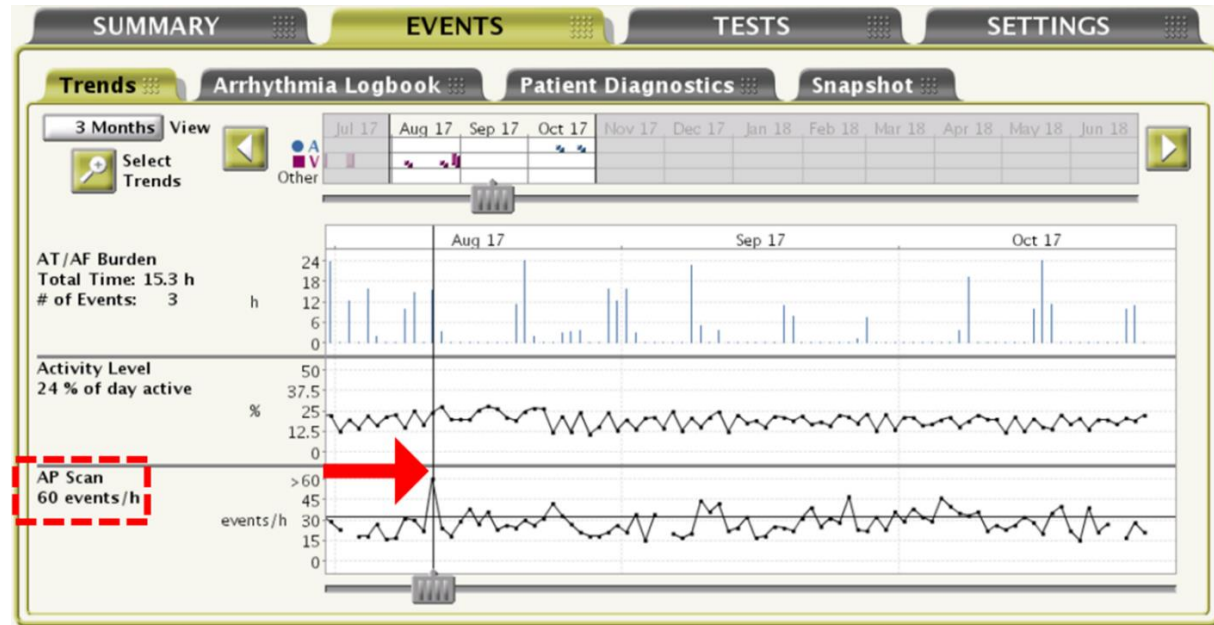 SUMMARY EVENTS TESTS SETTINGS
Trends Arrhythmia Logbook Patient Diagnostics Snapshot
3 Months View
Select
Trends
Jul 17 Aug 17 Sep 17 Oct 17 Nov 17 Dec 17 Jan 18 Feb 18 Mar 18 Apr 18 May 18 Jun 18
A
V
Other
Aug 17 Sep 17 Oct 17
AT/AF Burden
Total Time: 15.3 h
# of Events: 3
h
24
18
12
6
0
Activity Level
24 % of day active
%
50
37.5
25
12.5
0
AP Scan
60 events/h
events/h
>60
45
30
15
0